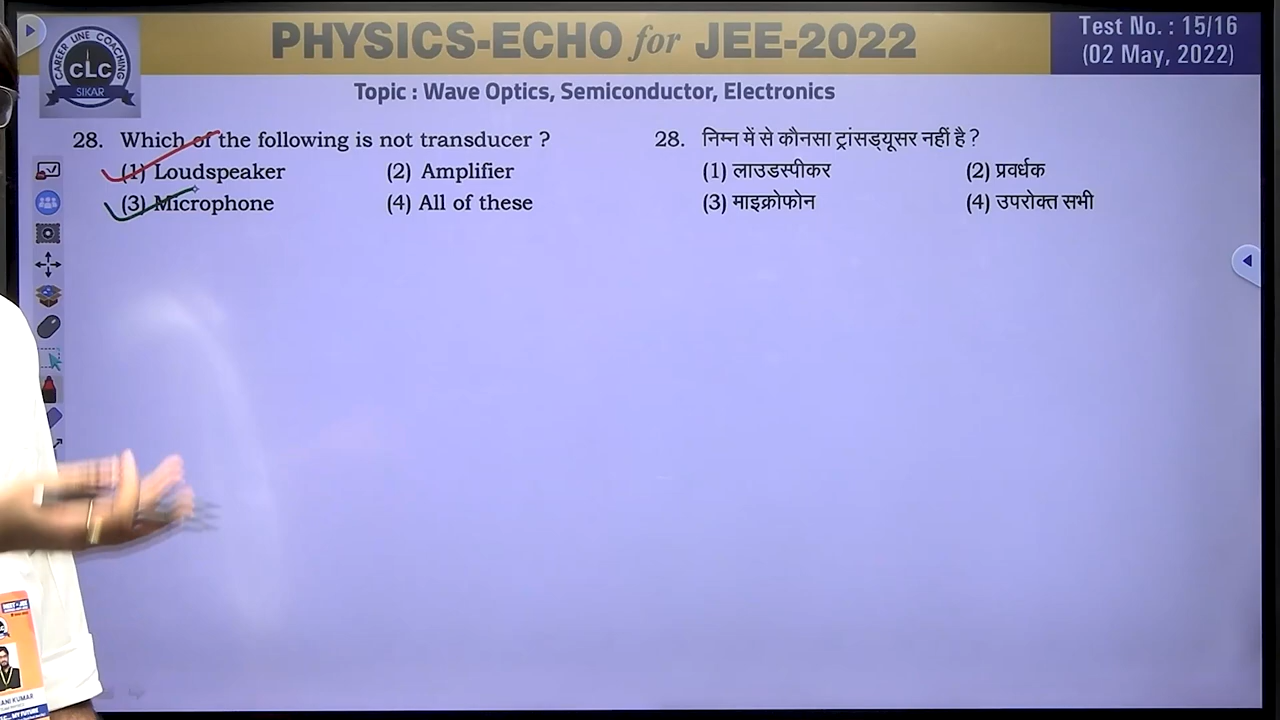 PHYSICS-ECHO for JEE-2022
Test No. : 15/16
(02 May, 2022)
CAREER LINE COACHING
CLC
SIKAR
Topic : Wave Optics, Semiconductor, Electronics
28. Which of the following is not transducer ?
(1) Loudspeaker (2) Amplifier
(3) Microphone (4) All of these
28. निम्न में से कौनसा ट्रांसड्यूसर नहीं है ?
(1) लाउडस्पीकर (2) प्रवर्धक
(3) माइक्रोफोन (4) उपरोक्त सभी
ANI KUMAR